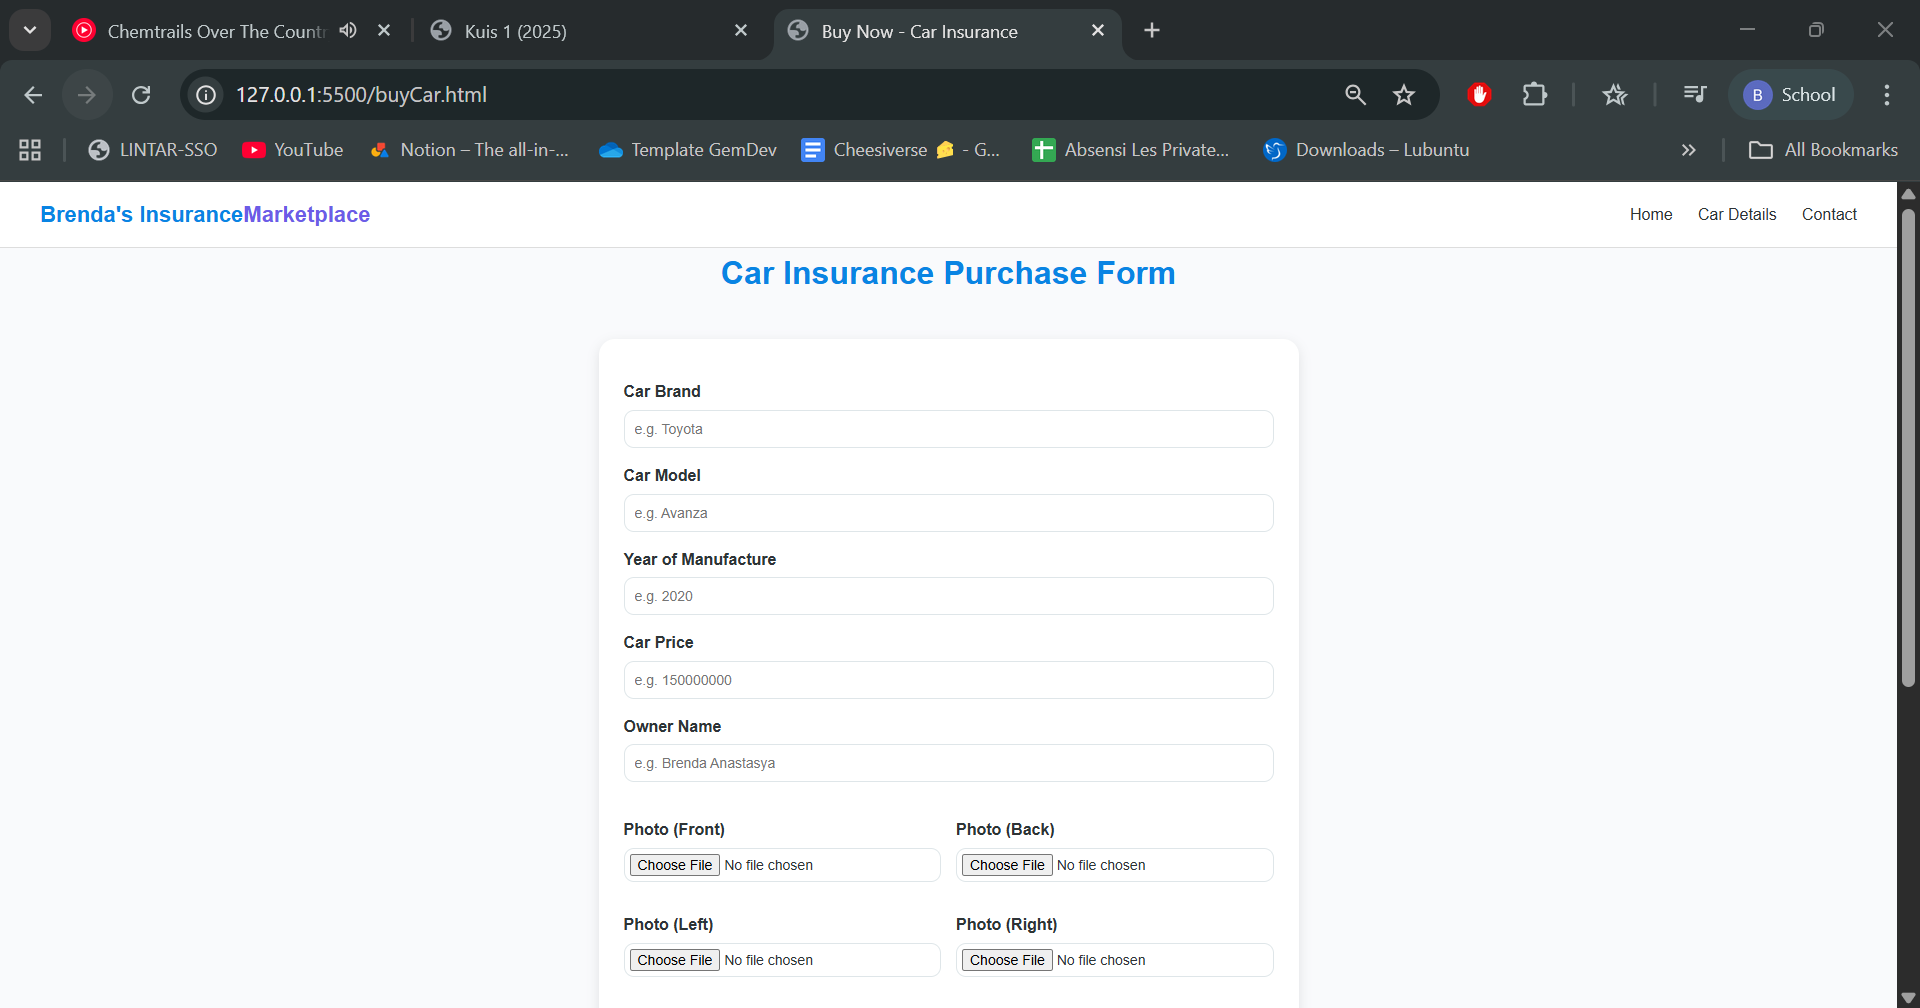 Chemtrails Over The Count
Kuis 1 (2025)
Buy Now - Car Insurance
127.0.0.1:5500/buyCar.html
B School
LINTAR-SSO
YouTube
Notion – The all-in-...
Template GemDev
Cheesiverse 🧀 - G...
Absensi Les Private...
Downloads – Lubuntu
All Bookmarks
Brenda's InsuranceMarketplace
Home
Car Details
Contact
Car Insurance Purchase Form
Car Brand
e.g. Toyota
Car Model
e.g. Avanza
Year of Manufacture
e.g. 2020
Car Price
e.g. 150000000
Owner Name
e.g. Brenda Anastasya
Photo (Front)
Photo (Back)
Choose File No file chosen
Choose File No file chosen
Photo (Left)
Photo (Right)
Choose File No file chosen
Choose File No file chosen